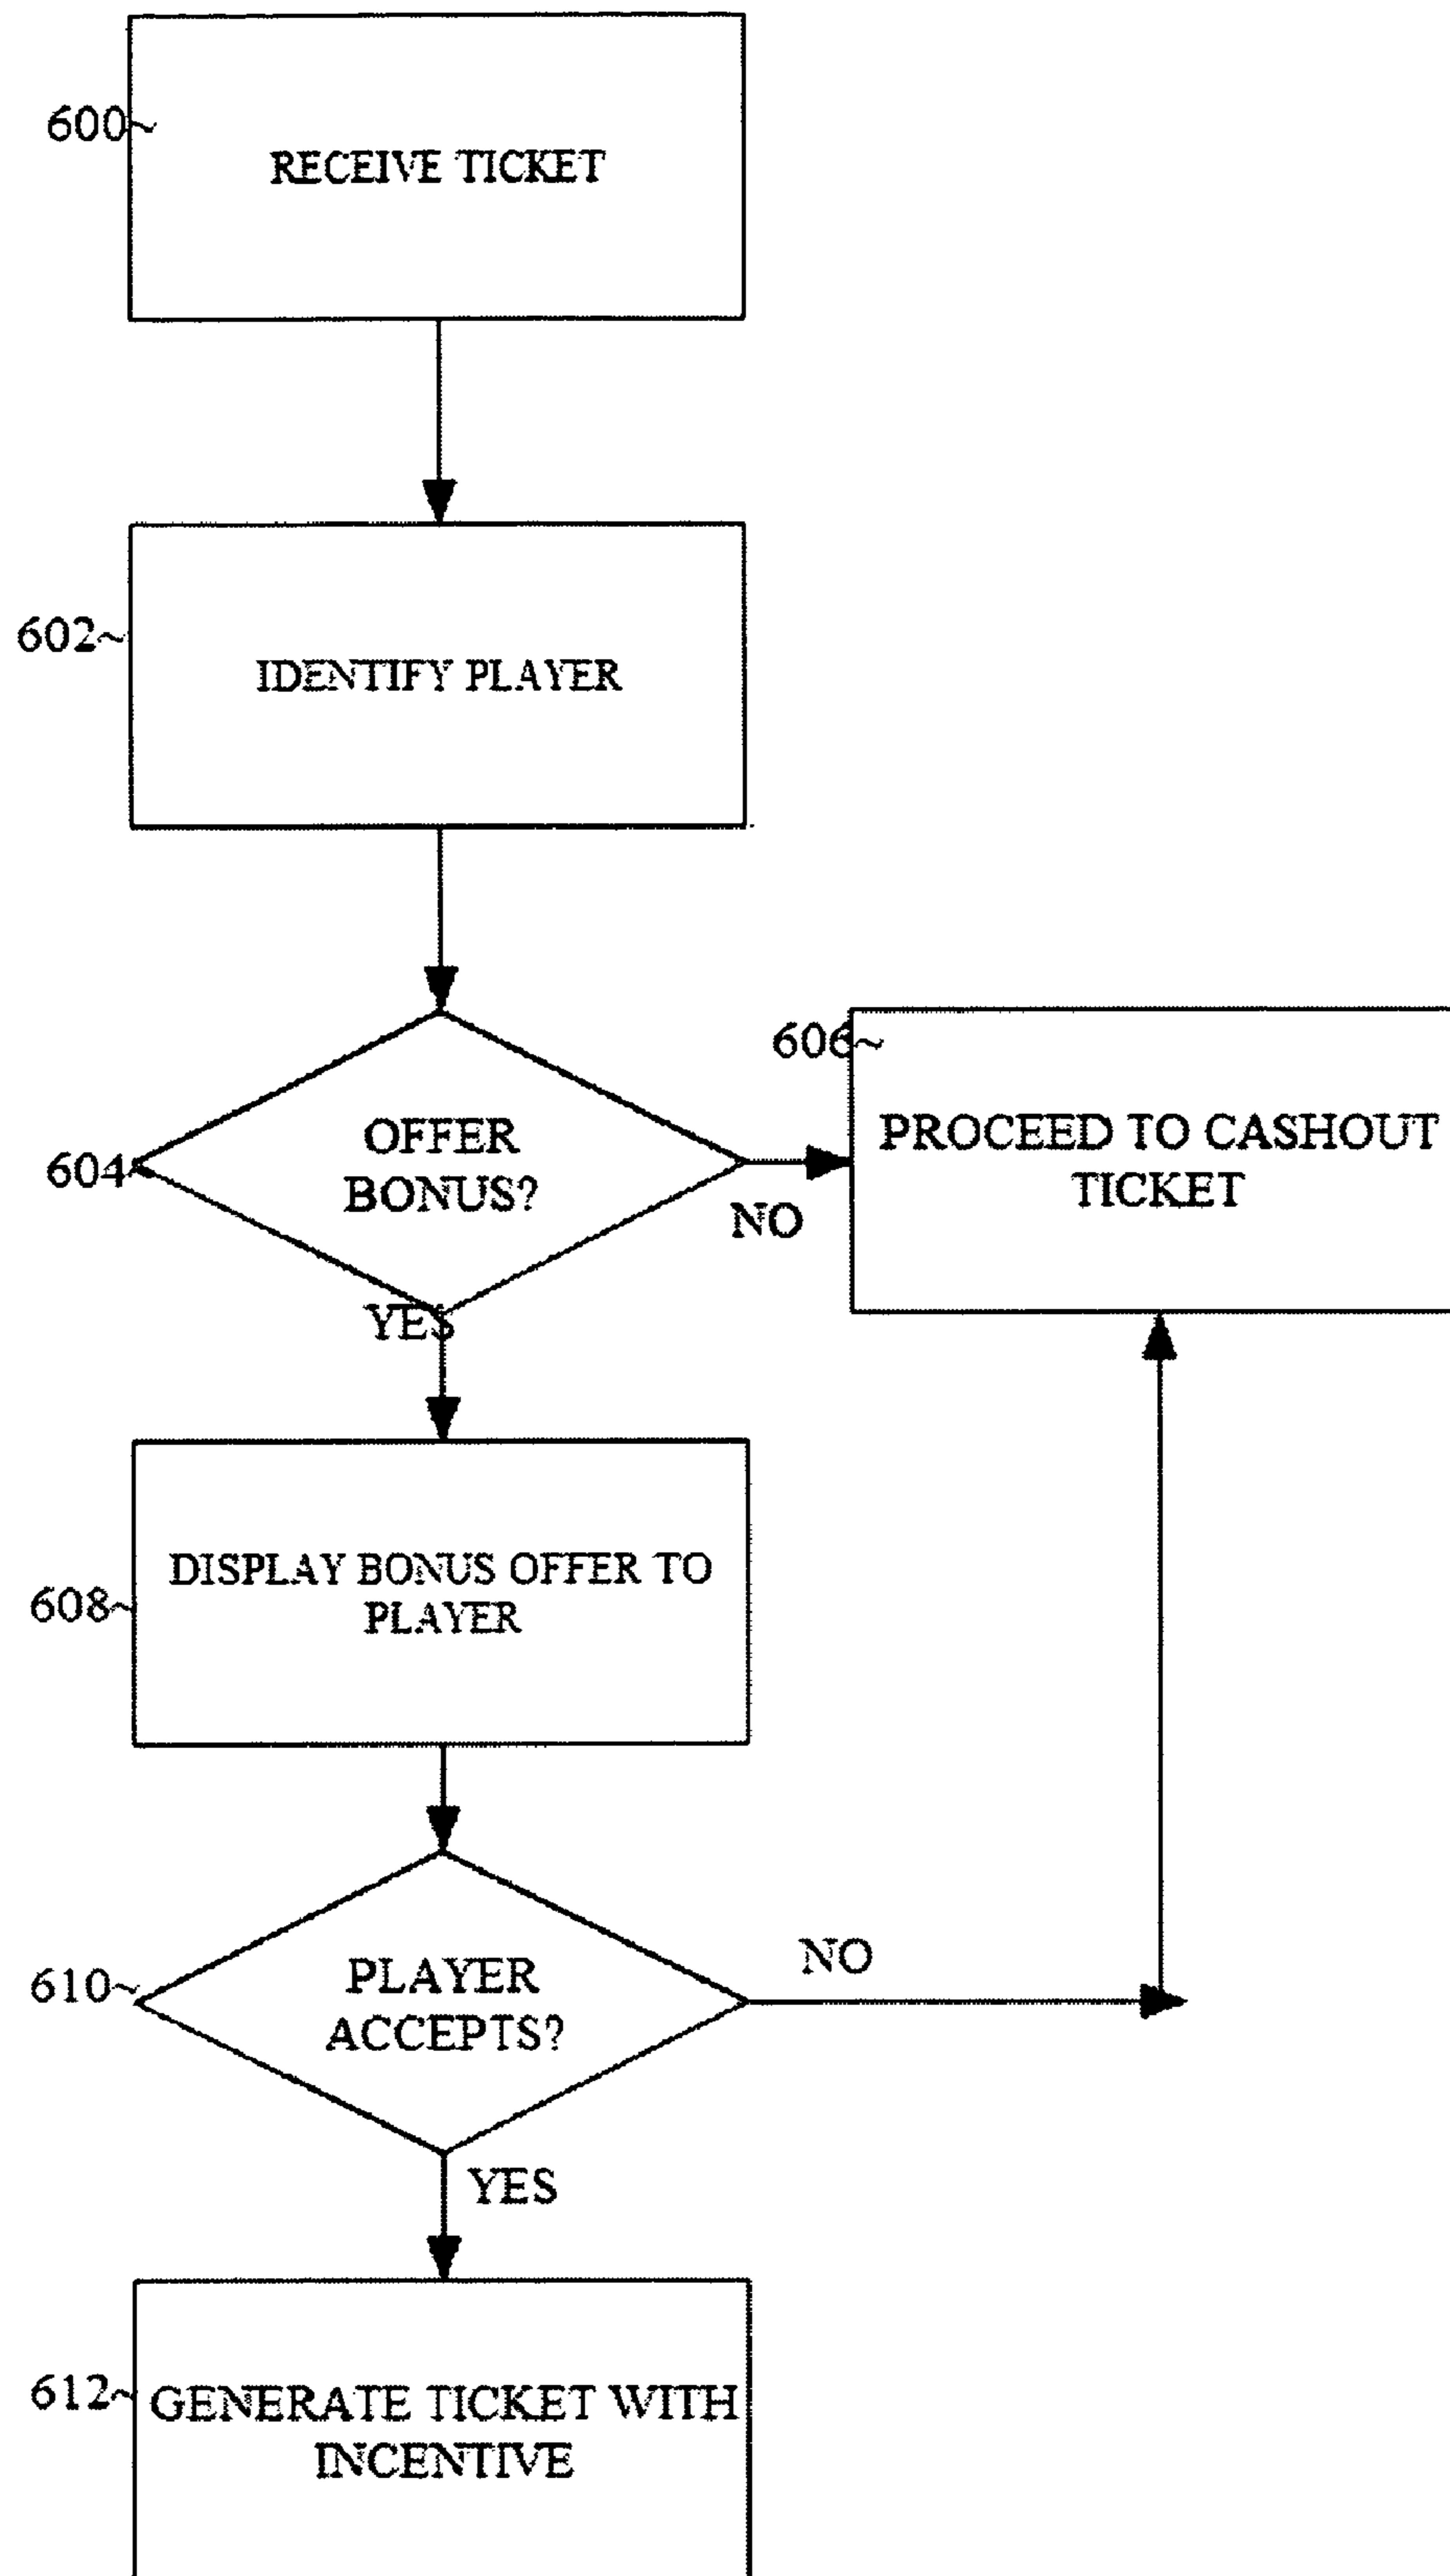 600~
RECEIVE TICKET
602~
IDENTIFY PLAYER
604~
OFFER
BONUS?
NO
606~
PROCEED TO CASHOUT
TICKET
YES
608~
DISPLAY BONUS OFFER TO
PLAYER
610~
PLAYER
ACCEPTS?
NO
YES
612~
GENERATE TICKET WITH
INCENTIVE